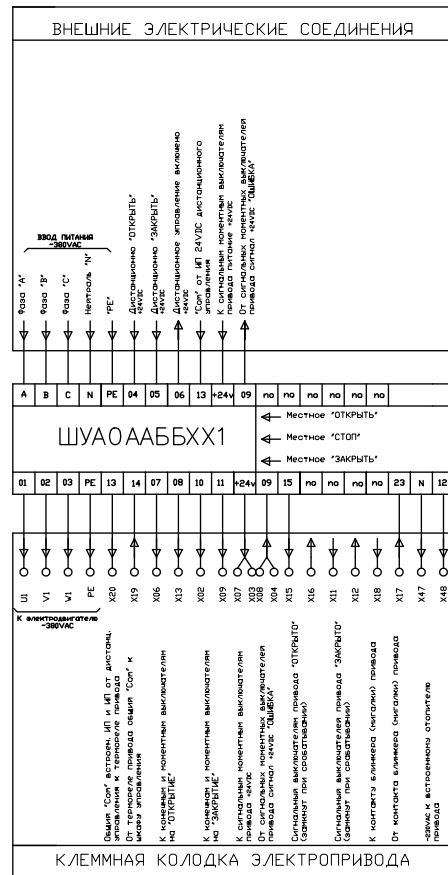 ВНЕШНИЕ ЭЛЕКТРИЧЕСКИЕ СОЕДИНЕНИЯ
ВВОД ПИТАНИЯ
~380VAC
Фаза "A"
Фаза "B"
Фаза "C"
Нейтраль "N"
"PE"
Дистанционно "ОТКРЫТЬ"
+24VDC
Дистанционно "ЗАКРЫТЬ"
+24VDC
Дистанционное управление включено
+24VDC
"Com" от ИП 24VDC дистанционного
управления
К сигнальным моментным выключателям
привода питание +24VDC
От сигнальных моментных выключателей
привода сигнал +24VDC "ОШИБКА"
A B C N PE 04 05 06 13 +24v 09 no no no no no
ШУАОААББХХ1
Местное "ОТКРЫТЬ"
Местное "СТОП"
Местное "ЗАКРЫТЬ"
01 02 03 PE 13 14 07 08 10 11 +24v 09 15 no no no no 23 N 12
U1 V1 W1 PE X20 X19 X06 X13 X02 X09 X07 X03 X08 X04 X15 X16 X11 X12 X18 X17 X47 X48
К электродвигателю
~380VAC
Общий "Com" встроен. ИП и ИП от дистанц.
управления к термореле привода
От термореле привода общий "Com" к
шкафу управления
К конечным и моментным выключателям
на "ОТКРЫТИЕ"
К конечным и моментным выключателям
на "ЗАКРЫТИЕ"
К сигнальным моментным выключателям
привода +24VDC
От сигнальных моментных выключателей
привода сигнал +24VDC "ОШИБКА"
Сигнальный выключателей привода "ОТКРЫТО"
(замкнут при срабатывании)
Сигнальный выключателей привода "ЗАКРЫТО"
(замкнут при срабатывании)
К контакту блинкера (мигалки) привода
От контакта блинкера (мигалки) привода
~230VAC к встроенному отопителю
привода
КЛЕММНАЯ КОЛОДКА ЭЛЕКТРОПРИВОДА